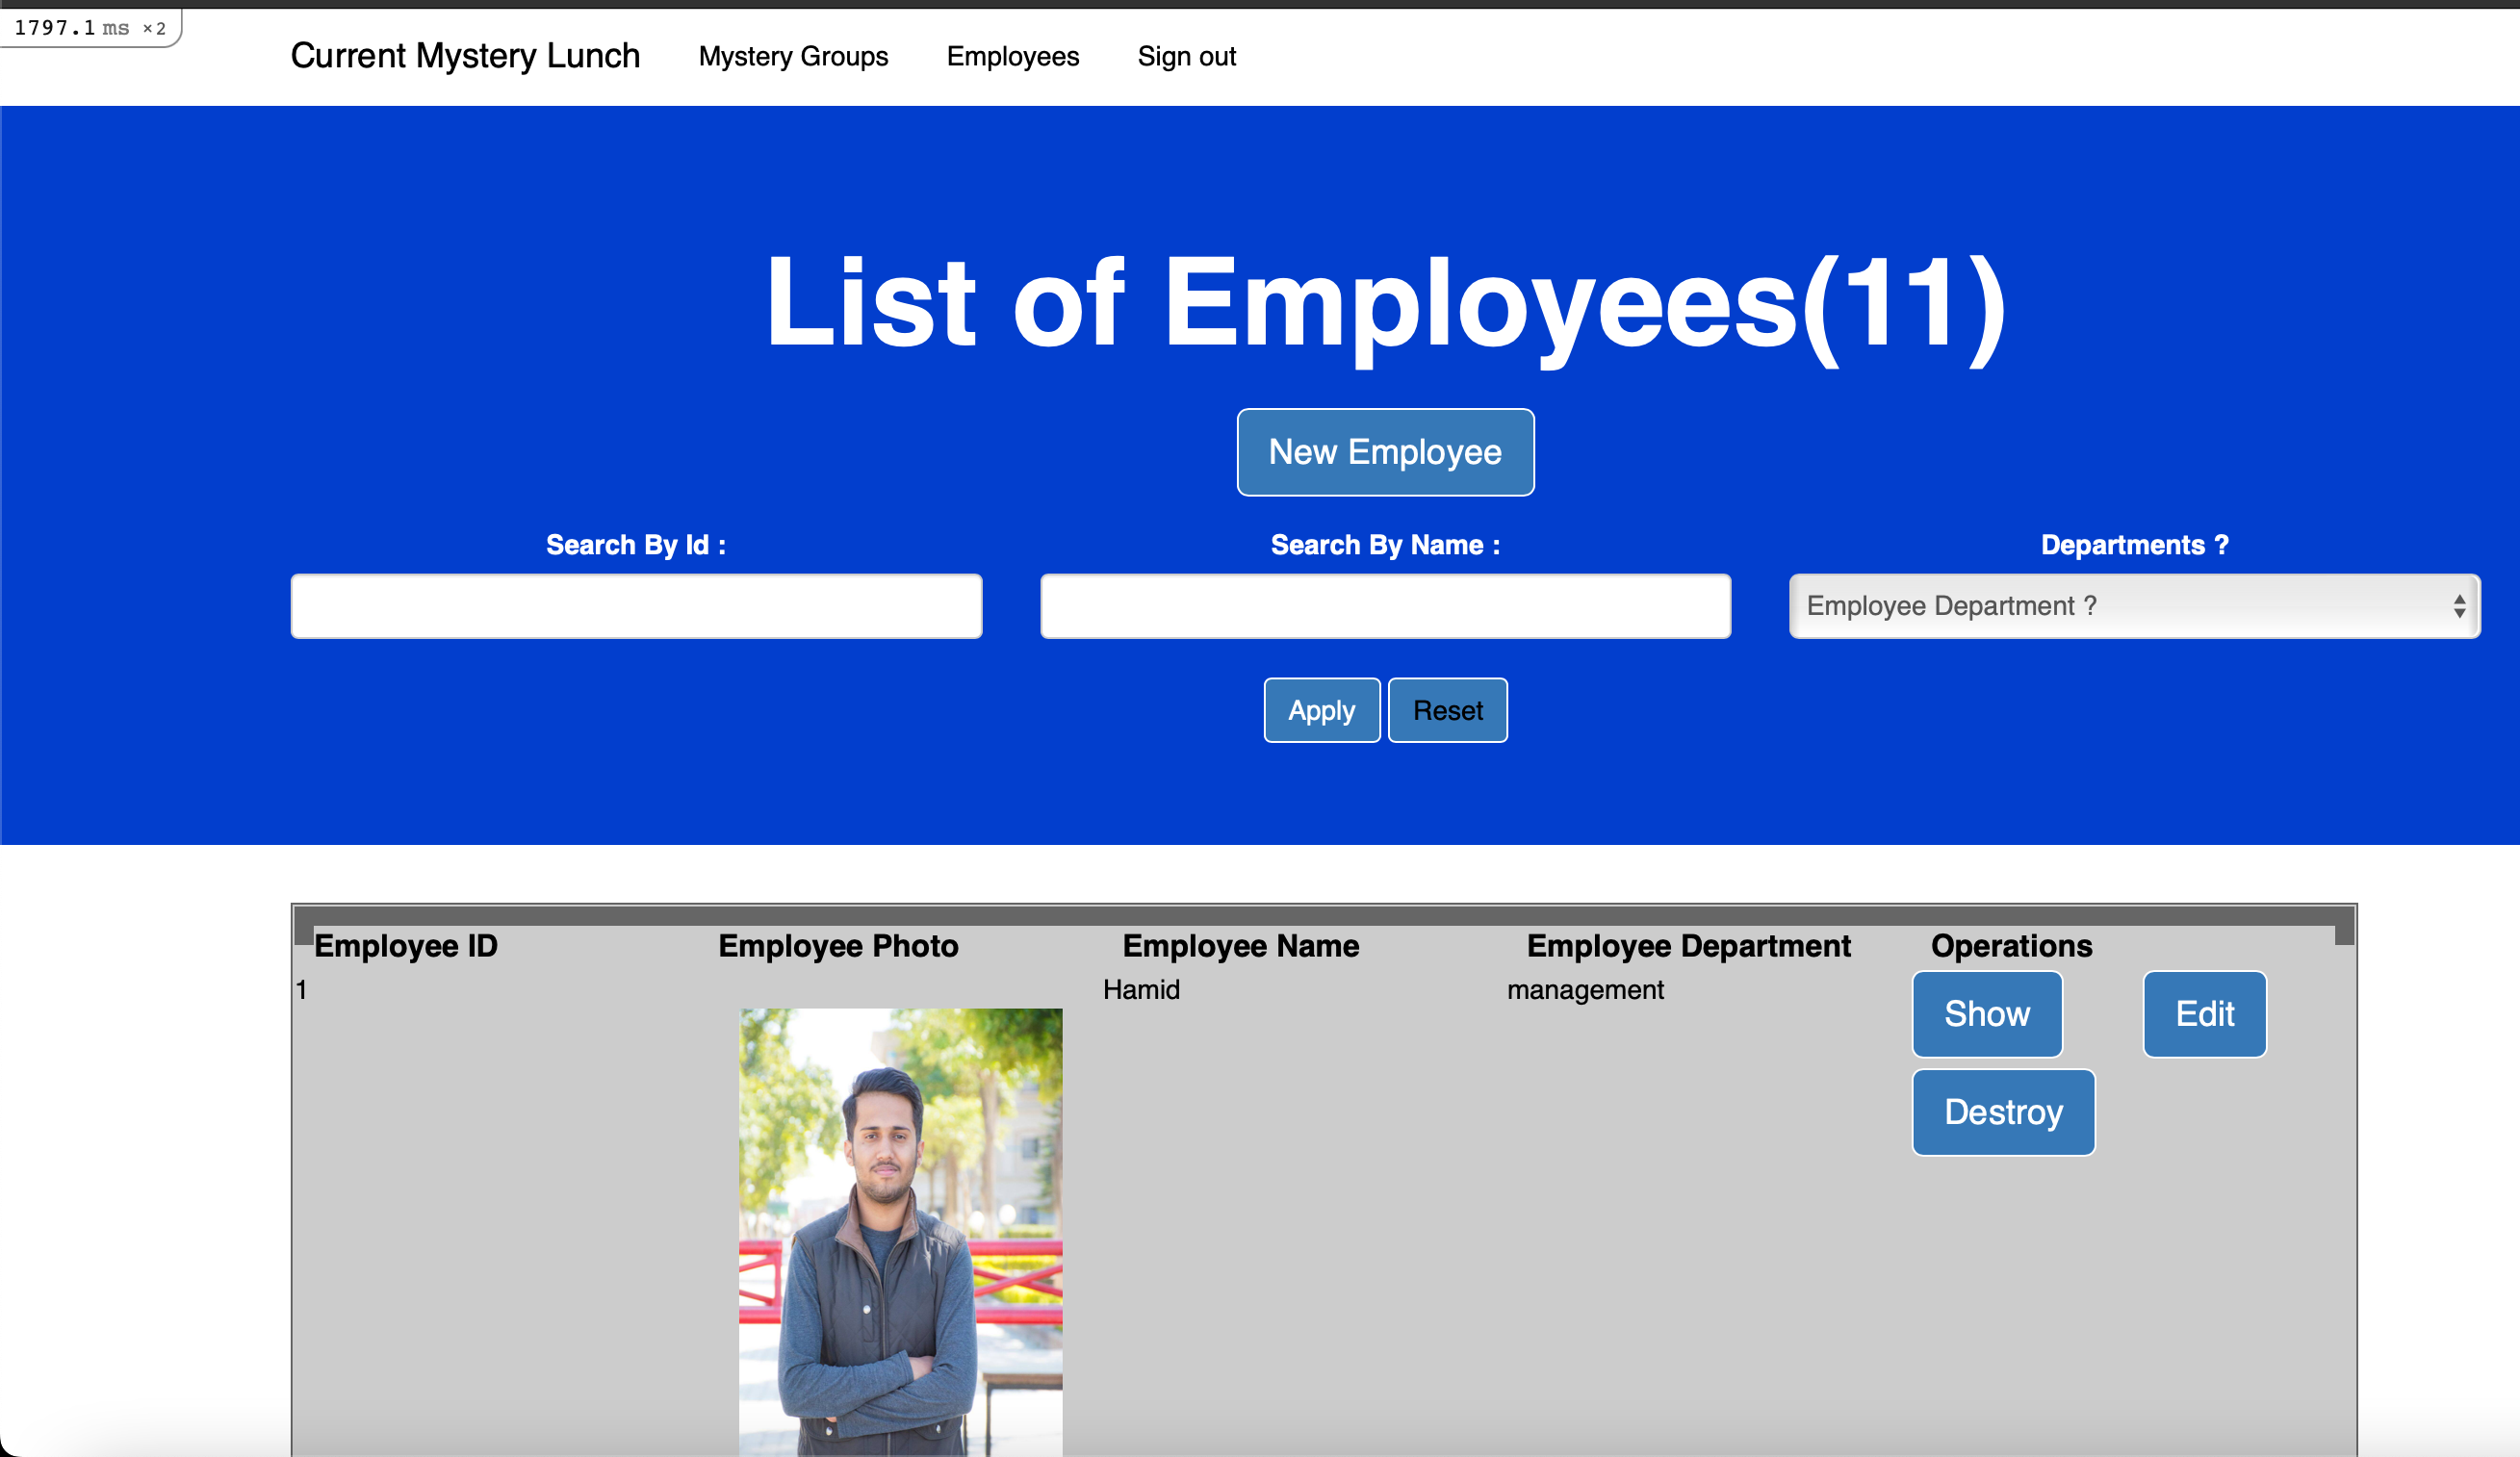 1797.1 ms ×2
Current Mystery Lunch Mystery Groups Employees Sign out
List of Employees(11)
New Employee
Search By Id : Search By Name : Departments ?
Employee Department ?
Apply Reset
Employee ID Employee Photo Employee Name Employee Department Operations
1 Hamid management Show Edit
Destroy